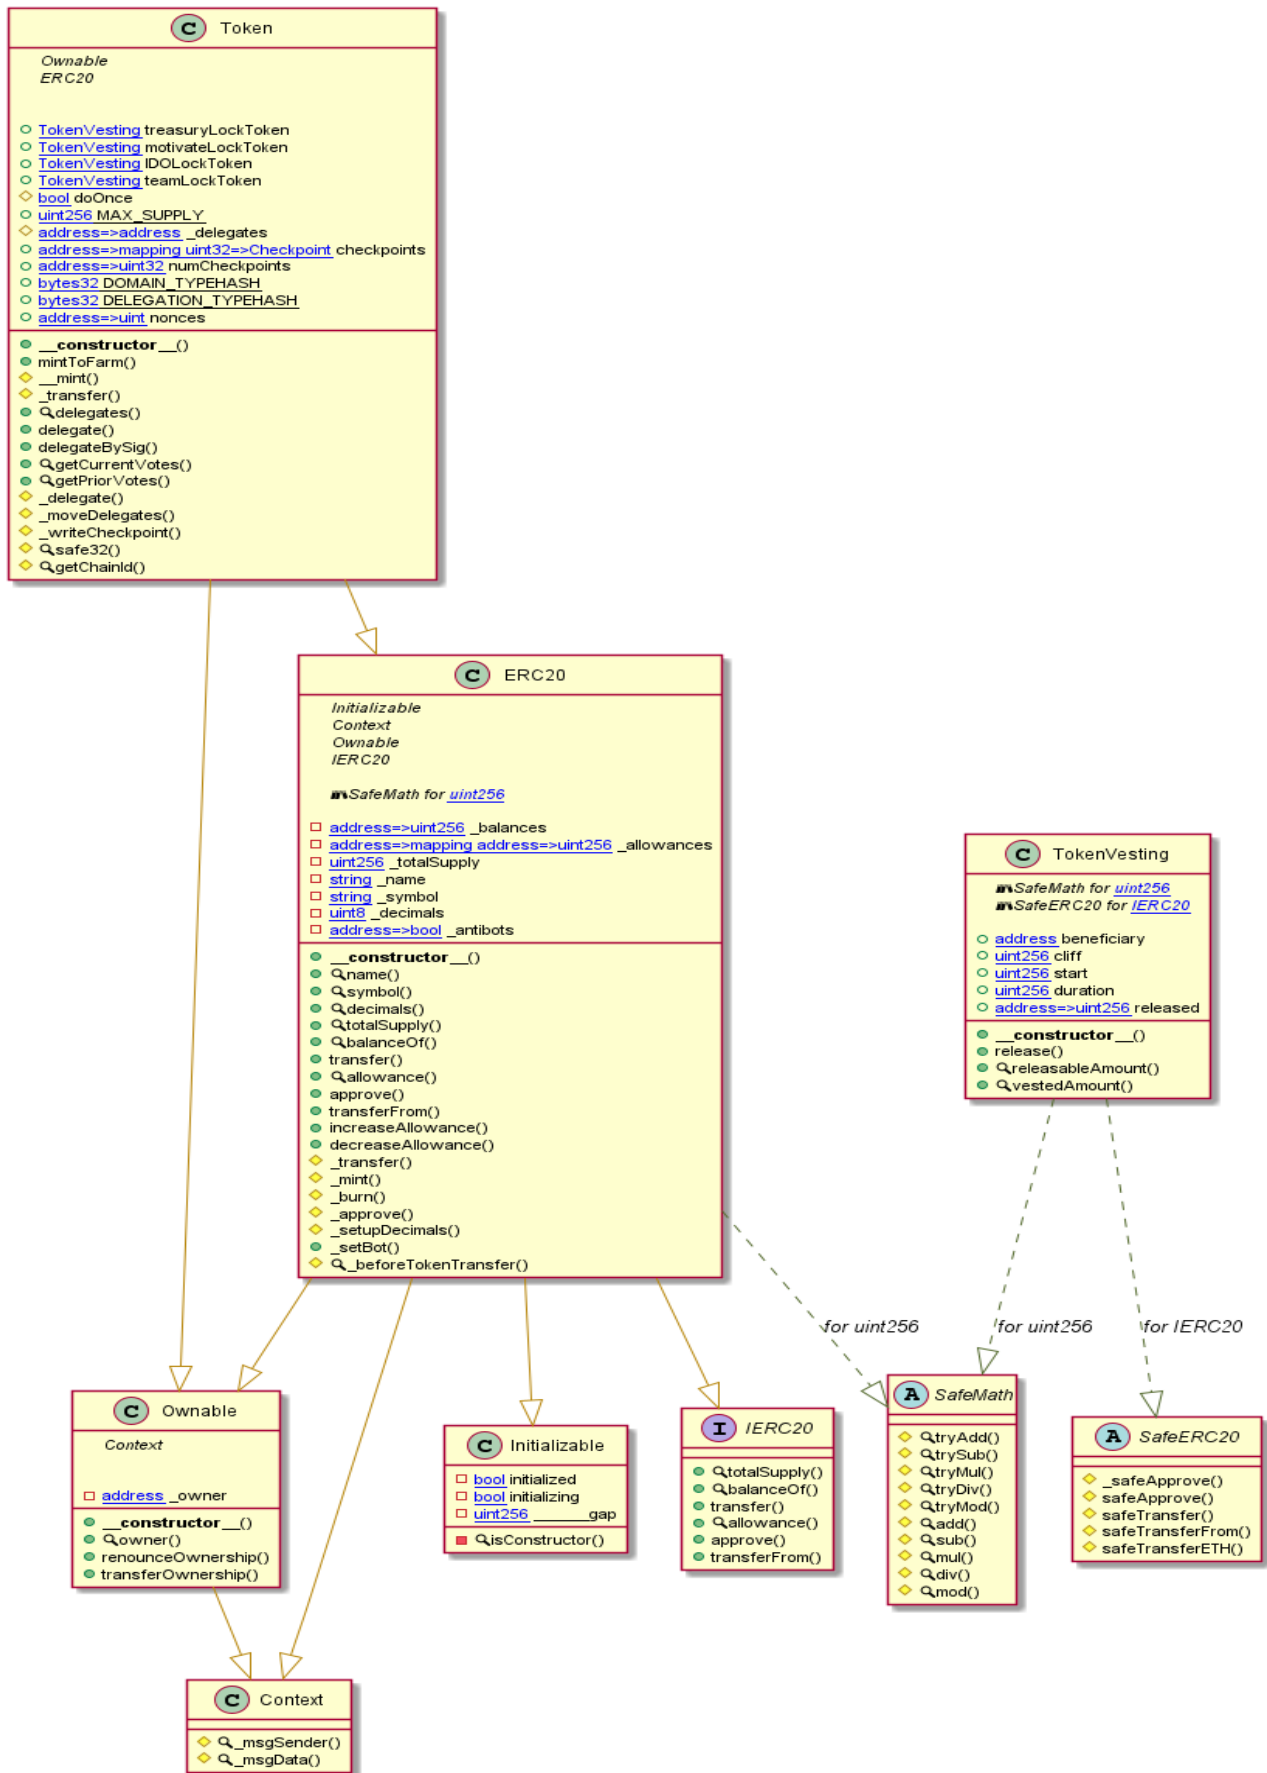 C Token
Ownable
ERC20
TokenVesting treasuryLockToken
TokenVesting motivateLockToken
TokenVesting IDOLockToken
TokenVesting teamLockToken
bool doOnce
uint256 MAX_SUPPLY
address=>address _delegates
address=>mapping uint32=>Checkpoint checkpoints
address=>uint32 numCheckpoints
bytes32 DOMAIN_TYPEHASH
bytes32 DELEGATION_TYPEHASH
address=>uint nonces
__constructor__()
mintToFarm()
__mint()
_transfer()
delegates()
delegate()
delegateBySig()
getCurrentVotes()
getPriorVotes()
_delegate()
_moveDelegates()
_writeCheckpoint()
safe32()
getChainId()
C ERC20
Initializable
Context
Ownable
IERC20
SafeMath for uint256
address=>uint256 _balances
address=>mapping address=>uint256 _allowances
uint256 _totalSupply
string _name
string _symbol
uint8 _decimals
address=>bool _antibots
__constructor__()
name()
symbol()
decimals()
totalSupply()
balanceOf()
transfer()
allowance()
approve()
transferFrom()
increaseAllowance()
decreaseAllowance()
_transfer()
_mint()
_burn()
_approve()
_setupDecimals()
_setBot()
_beforeTokenTransfer()
C TokenVesting
SafeMath for uint256
SafeERC20 for IERC20
address beneficiary
uint256 cliff
uint256 start
uint256 duration
address=>uint256 released
__constructor__()
release()
releasableAmount()
vestedAmount()
for uint256
for uint256
for IERC20
C Ownable
Context
address _owner
__constructor__()
owner()
renounceOwnership()
transferOwnership()
C Initializable
bool initialized
bool initializing
uint256 ______gap
isConstructor()
I IERC20
totalSupply()
balanceOf()
transfer()
allowance()
approve()
transferFrom()
A SafeMath
tryAdd()
trySub()
tryMul()
tryDiv()
tryMod()
add()
sub()
mul()
div()
mod()
A SafeERC20
_safeApprove()
safeApprove()
safeTransfer()
safeTransferFrom()
safeTransferETH()
C Context
_msgSender()
_msgData()